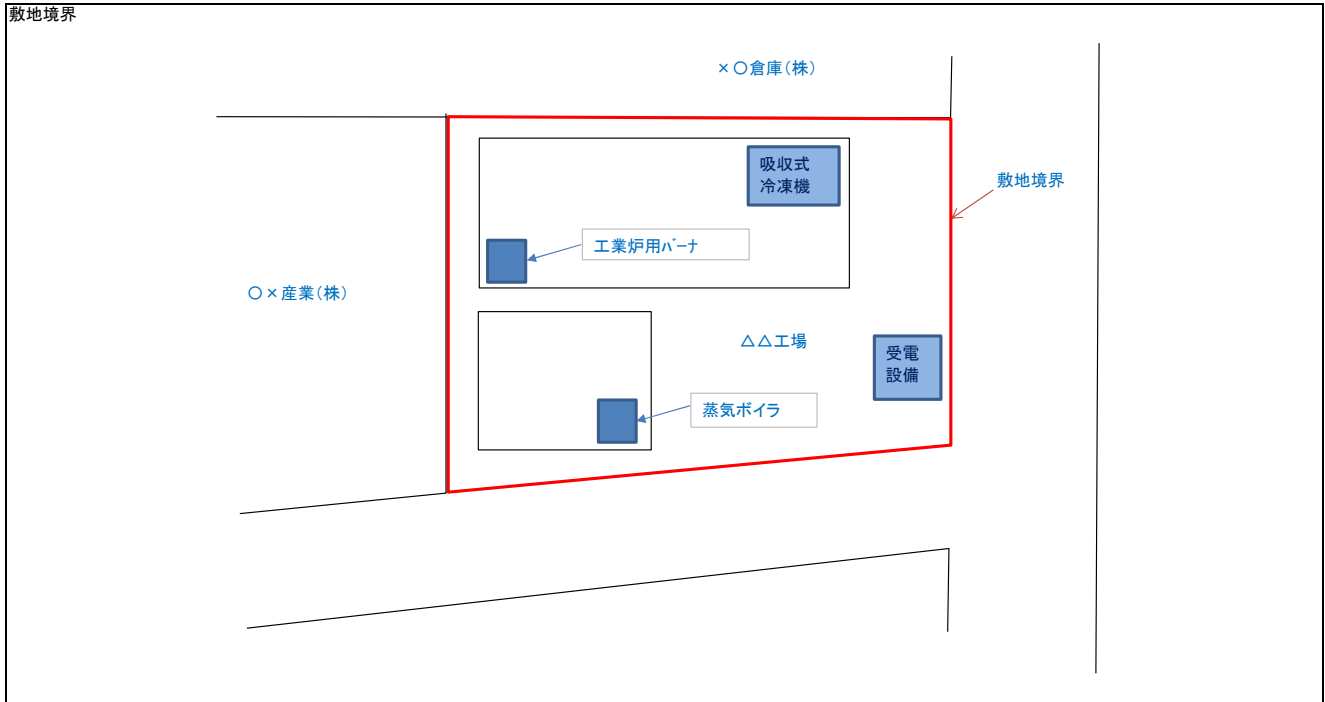 敷地境界
×〇倉庫(株)
吸収式
冷凍機
敷地境界
工業炉用バーナ
〇×産業(株)
△△工場
受電
設備
蒸気ボイラ